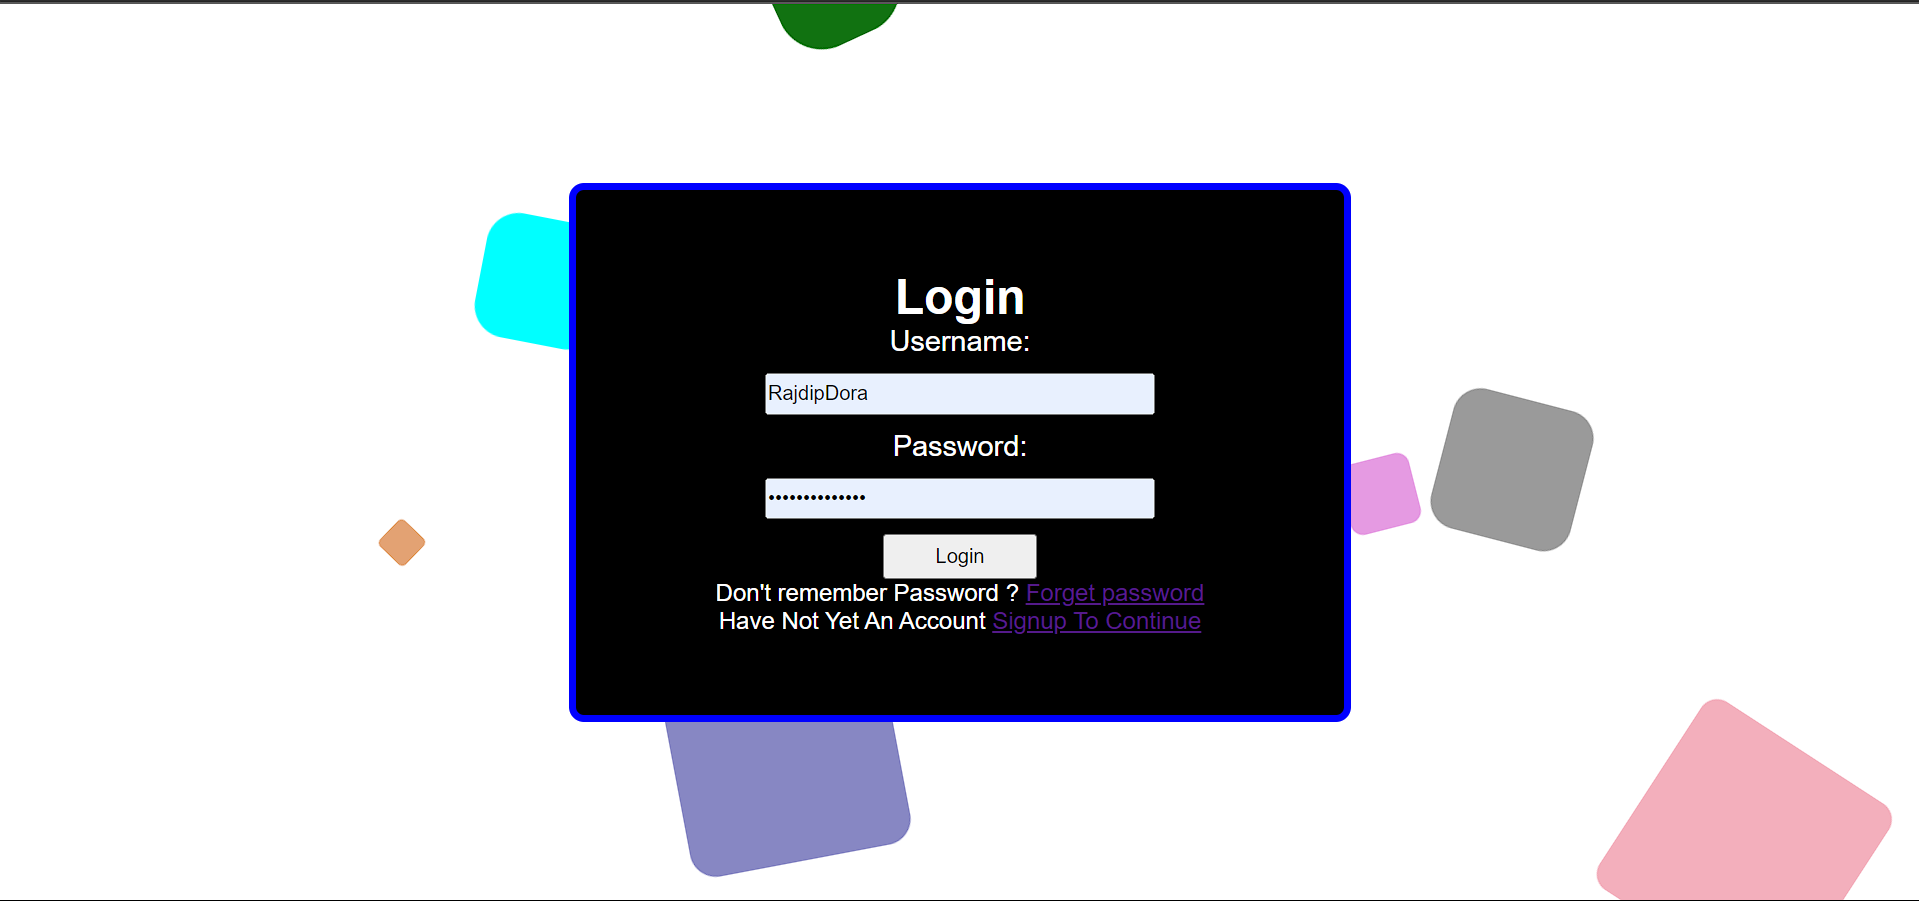 Login
Username:
RajdipDora
Password:
••••••••••••••
Login
Don't remember Password ? Forget password
Have Not Yet An Account Signup To Continue